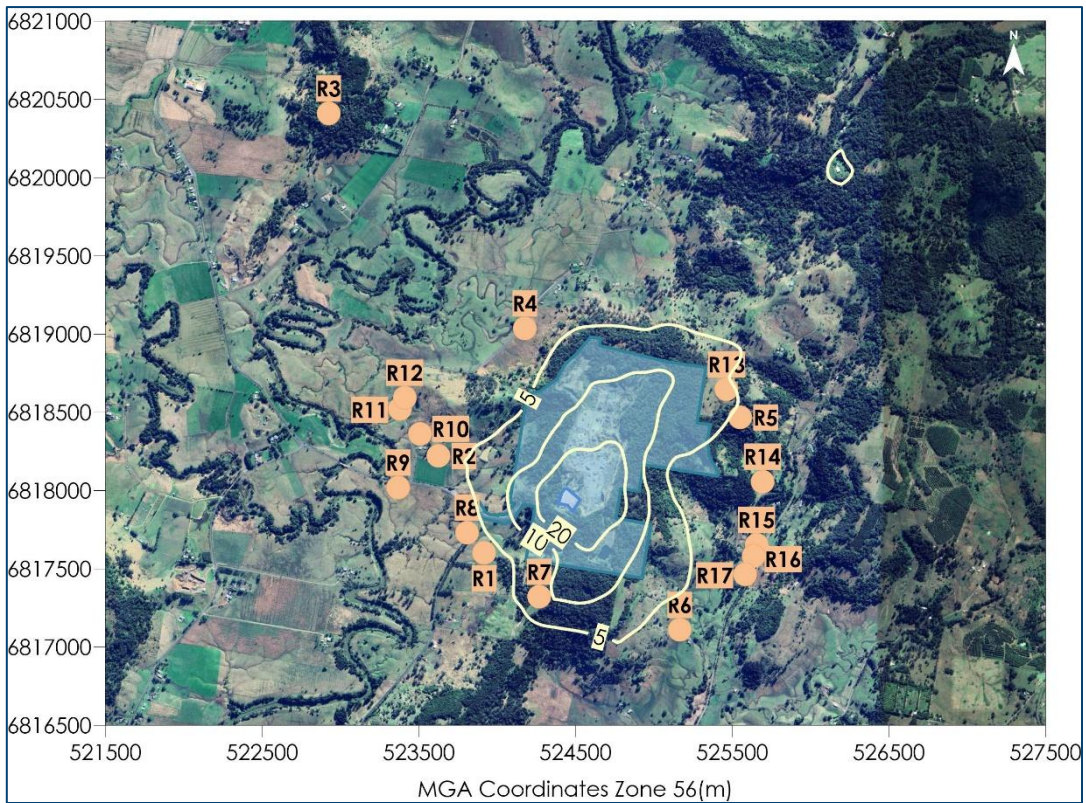 6821000
N
R3
6820500
6820000
6819500
R4
6819000
R12
R13
5
R11
6818500
R5
R10
R2
R14
R9
6818000
R8
R15
20
10
6817500
R16
R17
R7
R1
R6
5
6817000
6816500
521500
522500
523500
524500
525500
526500
527500
MGA Coordinates Zone 56(m)